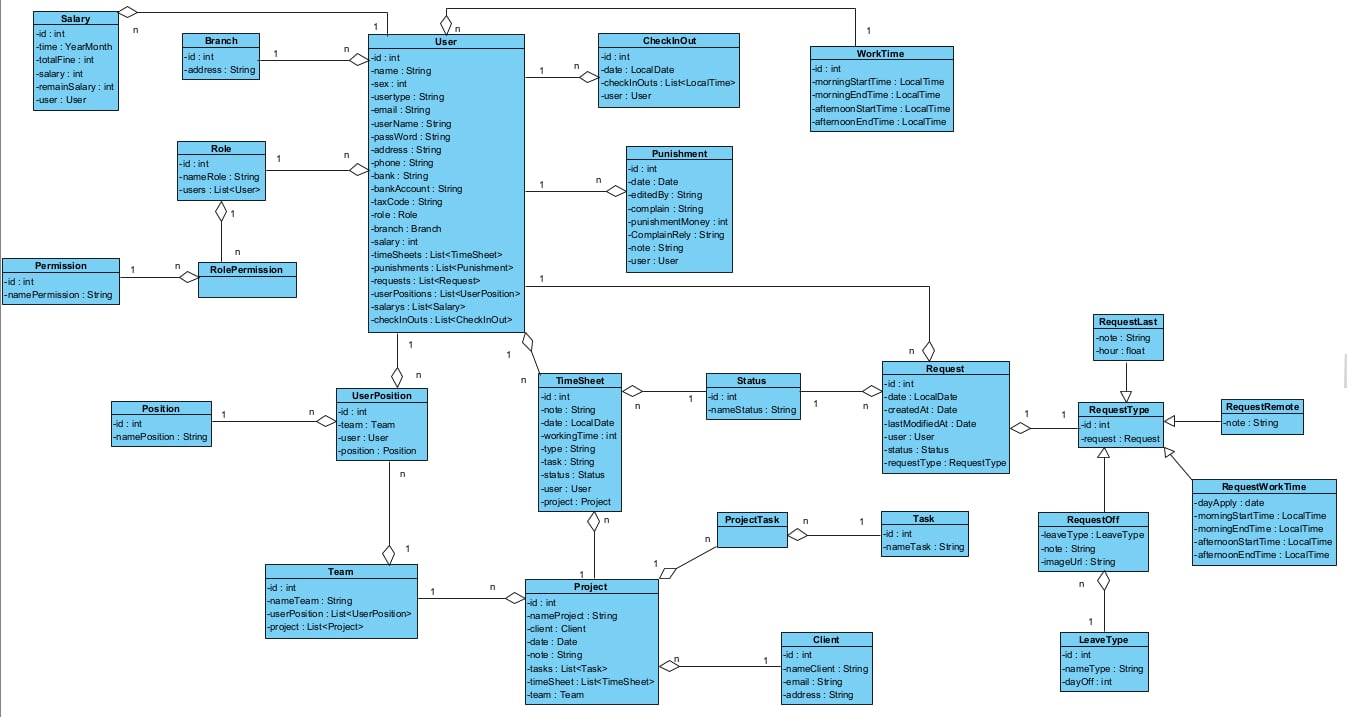 Salary
-id : int
-time : YearMonth
-totalFine : int
-salary : int
-remainSalary : int
-user : User
n
1
Branch
-id : int
-address : String
1
n
User
-id : int
-name : String
-sex : int
-usertype : String
-email : String
-userName : String
-passWord : String
-address : String
-phone : String
-bank : String
-bankAccount : String
-taxCode : String
-role : Role
-branch : Branch
-salary : int
-timeSheets : List<TimeSheet>
-punishments : List<Punishment>
-requests : List<Request>
-userPositions : List<UserPosition>
-salarys : List<Salary>
-checkInOuts : List<CheckInOut>
n
1
CheckInOut
-id : int
-date : LocalDate
-checkInOuts : List<LocalTime>
-user : User
1
n
WorkTime
-id : int
-morningStartTime : LocalTime
-morningEndTime : LocalTime
-afternoonStartTime : LocalTime
-afternoonEndTime : LocalTime
Role
-id : int
-nameRole : String
-users : List<User>
1
n
1
n
Punishment
-id : int
-date : Date
-editedBy : String
-complain : String
-punishmentMoney : int
-ComplainRely : String
-note : String
-user : User
1
n
Permission
-id : int
-namePermission : String
1
n
RolePermission
1
n
RequestLast
-note : String
-hour : float
1
n
1
n
TimeSheet
-id : int
-note : String
-date : LocalDate
-workingTime : int
-type : String
-task : String
-status : Status
-user : User
-project : Project
n
1
Status
-id : int
-nameStatus : String
1
n
Request
-id : int
-date : LocalDate
-createdAt : Date
-lastModifiedAt : Date
-user : User
-status : Status
-requestType : RequestType
1
1
RequestType
-id : int
-request : Request
RequestRemote
-note : String
Position
-id : int
-namePosition : String
1
n
UserPosition
-id : int
-team : Team
-user : User
-position : Position
n
1
RequestWorkTime
-dayApply : date
-morningStartTime : LocalTime
-morningEndTime : LocalTime
-afternoonStartTime : LocalTime
-afternoonEndTime : LocalTime
RequestOff
-leaveType : LeaveType
-note : String
-imageUrl : String
n
1
ProjectTask
n
1
Task
-id : int
-nameTask : String
n
1
n
1
Team
-id : int
-nameTeam : String
-userPosition : List<UserPosition>
-project : List<Project>
1
n
Project
-id : int
-nameProject : String
-client : Client
-date : Date
-note : String
-tasks : List<Task>
-timeSheet : List<TimeSheet>
-team : Team
n
1
Client
-id : int
-nameClient : String
-email : String
-address : String
LeaveType
-id : int
-nameType : String
-dayOff : int